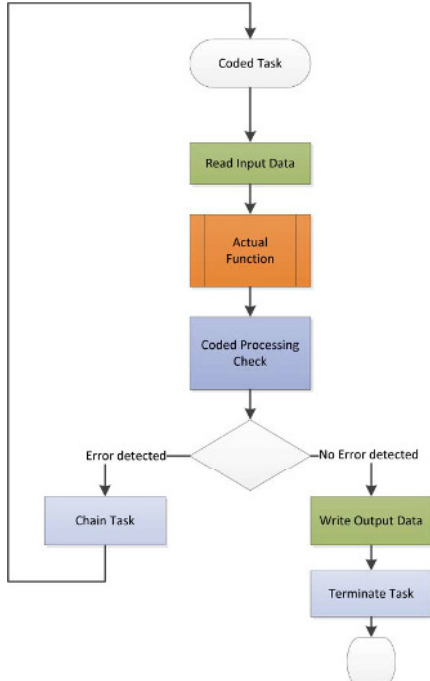 Coded Task
Read Input Data
Actual
Function
Coded Processing
Check
Error detected
No Error detected
Chain Task
Write Output Data
Terminate Task